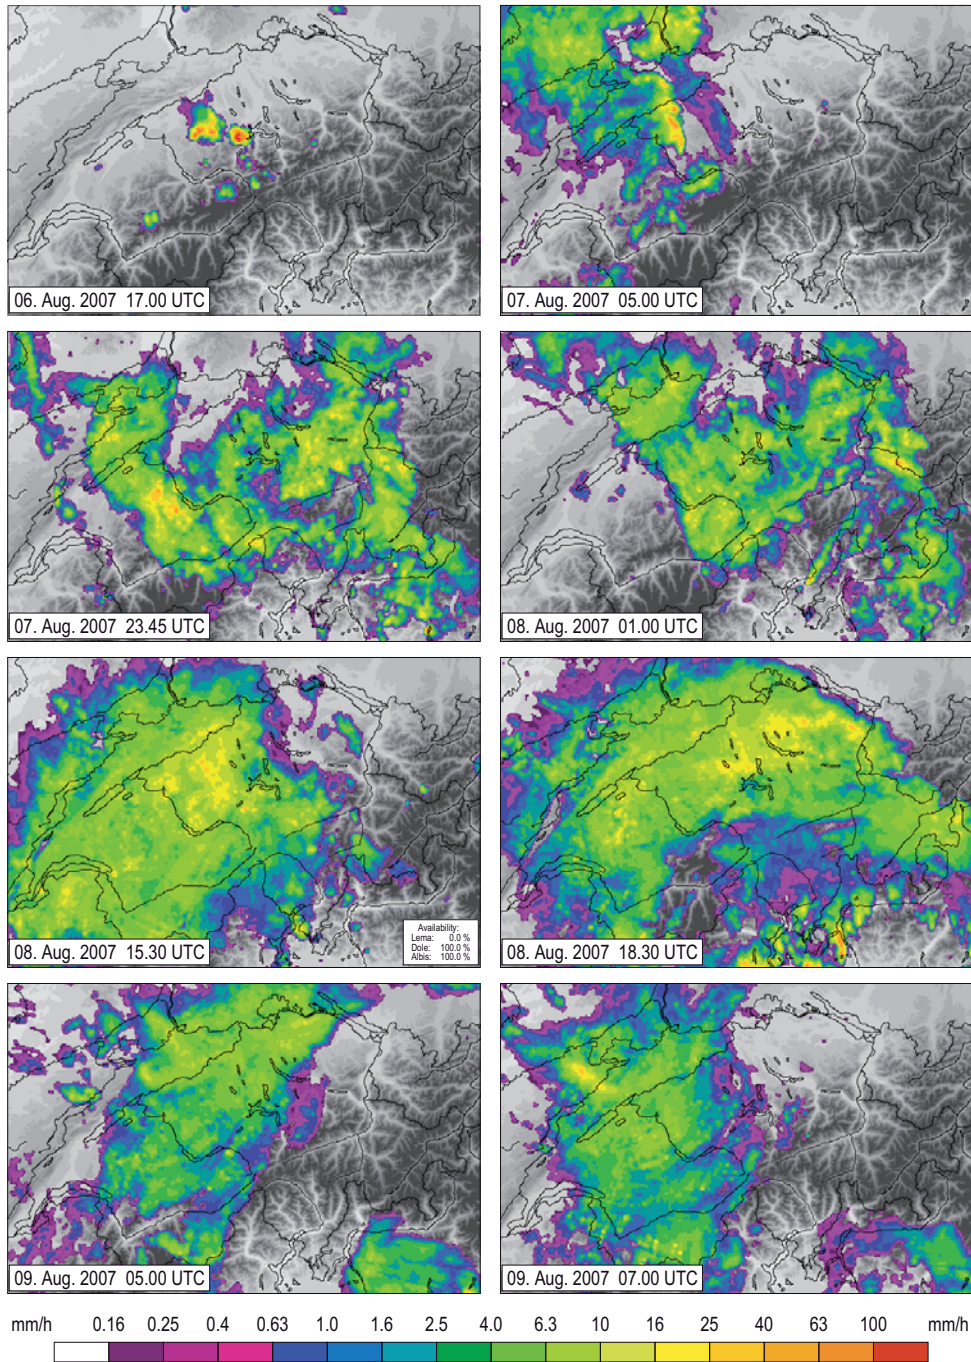 06. Aug. 2007 17.00 UTC
07. Aug. 2007 05.00 UTC
07. Aug. 2007 23.45 UTC
08. Aug. 2007 01.00 UTC
08. Aug. 2007 15.30 UTC
Availability:
Lema: 0.0 %
Dole: 100.0 %
Albis: 100.0 %
08. Aug. 2007 18.30 UTC
09. Aug. 2007 05.00 UTC
09. Aug. 2007 07.00 UTC
mm/h 0.16 0.25 0.4 0.63 1.0 1.6 2.5 4.0 6.3 10 16 25 40 63 100 mm/h